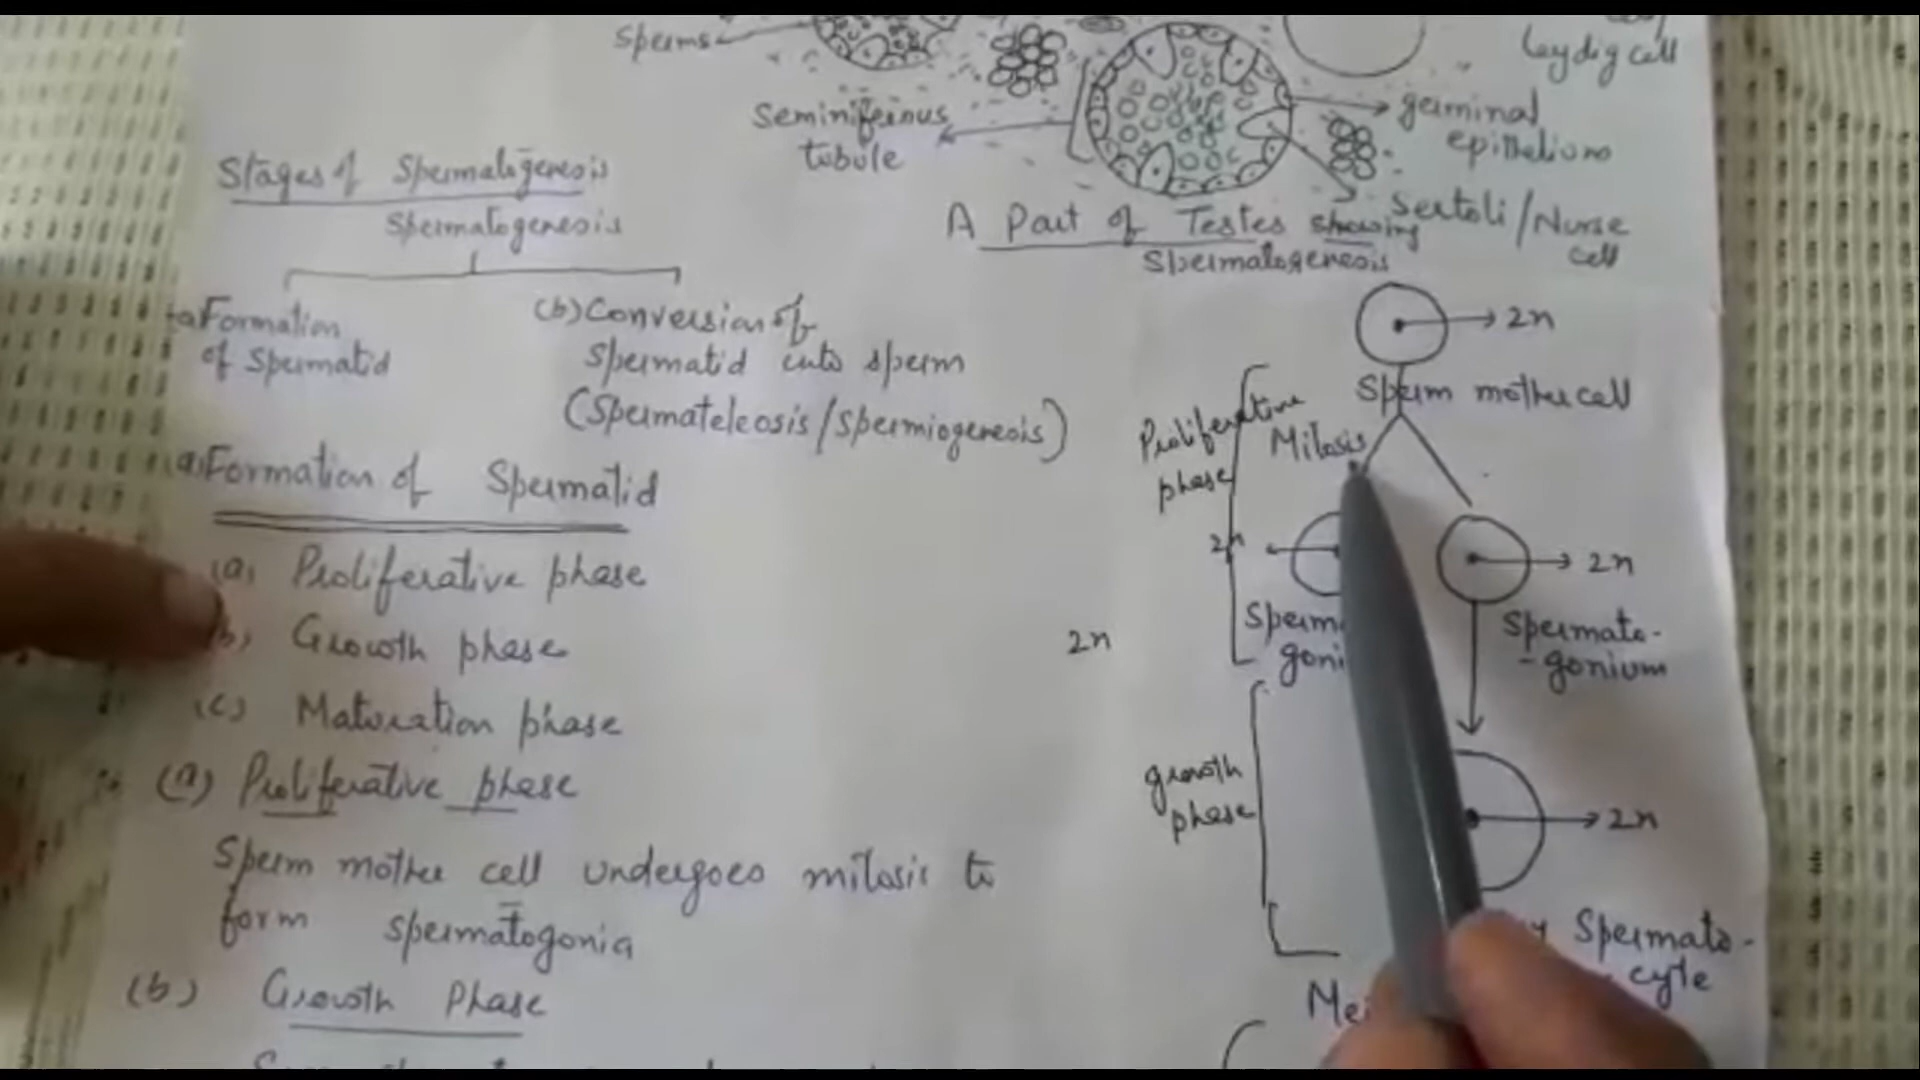 sperms
Leydig cell
Seminiferous
tubule
germinal
epithelium
Sertoli/Nurse
cell
A Part of Testes showing
Spermatogenesis
Stages of Spermatogenesis
Spermatogenesis
(a) Formation
of Spermatid
(b) Conversion of
Spermatid into sperm
(Spermateleosis/Spermiogenesis)
(a) Formation of Spermatid
(a) Proliferative phase
(b) Growth phase
(c) Maturation phase
(a) Proliferative phase
Sperm mother cell undergoes mitosis to
form spermatogonia
(b) Growth Phase
2n
Sperm mother cell
Proliferative
phase
Mitosis
2n
2n
Sperm
goni
Spermato-
-gonium
2n
growth
phase
2n
Spermato-
cyte
Mei